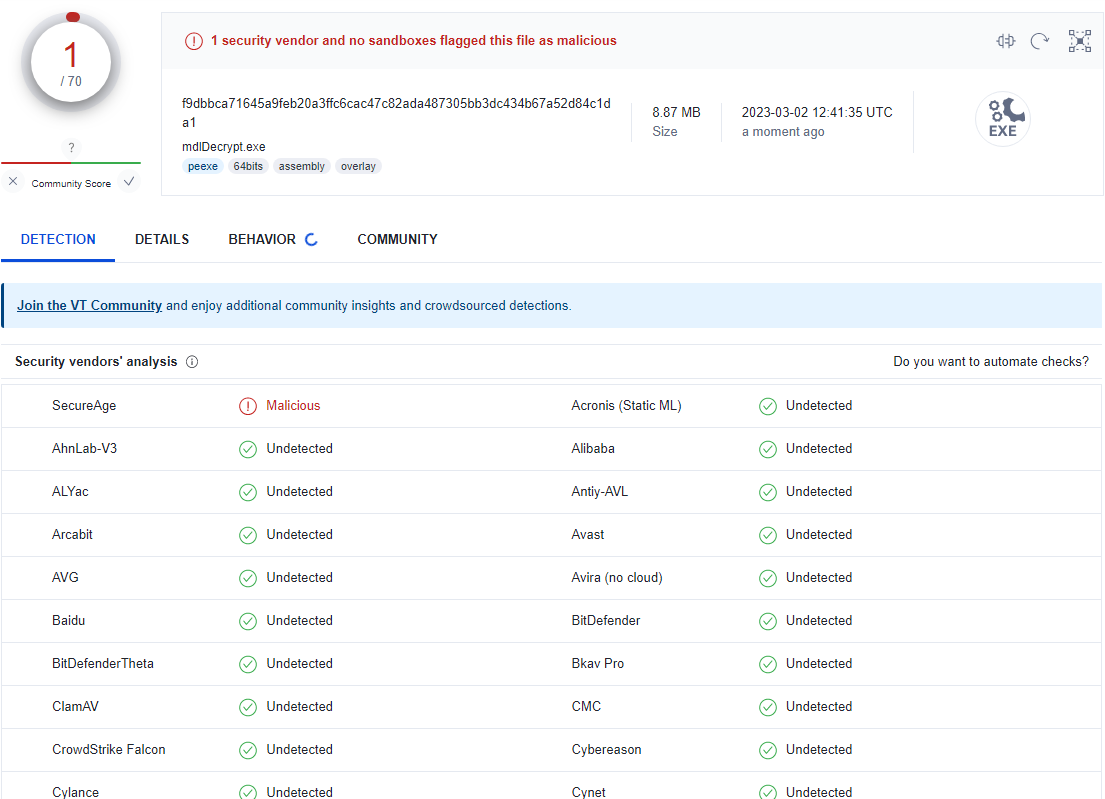 1
/ 70
?
Community Score
1 security vendor and no sandboxes flagged this file as malicious
f9dbbca71645a9feb20a3ffc6cac47c82ada487305bb3dc434b67a52d84c1d
a1
mdlDecrypt.exe
peexe 64bits assembly overlay
8.87 MB
Size
2023-03-02 12:41:35 UTC
a moment ago
EXE
DETECTION DETAILS BEHAVIOR COMMUNITY
Join the VT Community and enjoy additional community insights and crowdsourced detections.
Security vendors' analysis Do you want to automate checks?
SecureAge Malicious Acronis (Static ML) Undetected
AhnLab-V3 Undetected Alibaba Undetected
ALYac Undetected Antiy-AVL Undetected
Arcabit Undetected Avast Undetected
AVG Undetected Avira (no cloud) Undetected
Baidu Undetected BitDefender Undetected
BitDefenderTheta Undetected Bkav Pro Undetected
ClamAV Undetected CMC Undetected
CrowdStrike Falcon Undetected Cybereason Undetected
Cylance Undetected Cynet Undetected